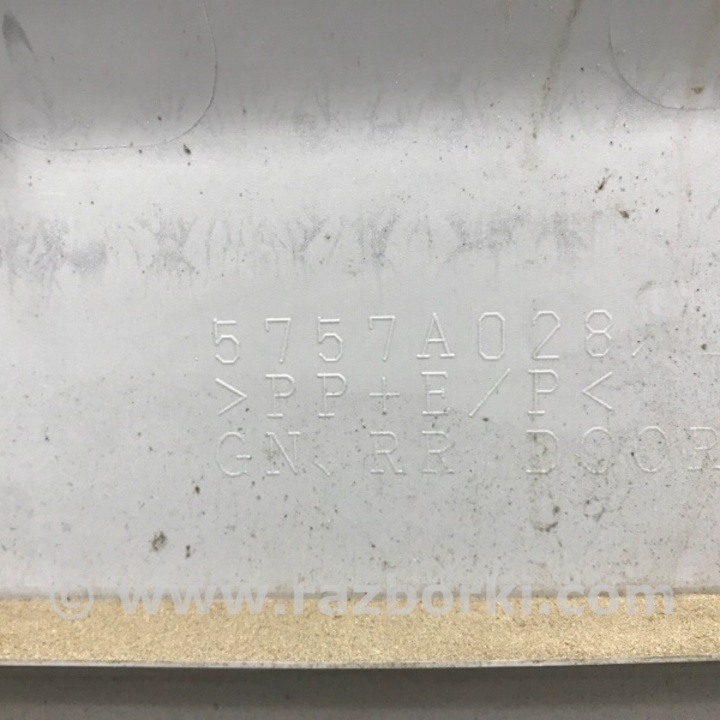 5757A028/
>PP+E/P<
GN, RR DOOR
© www.razborki.com